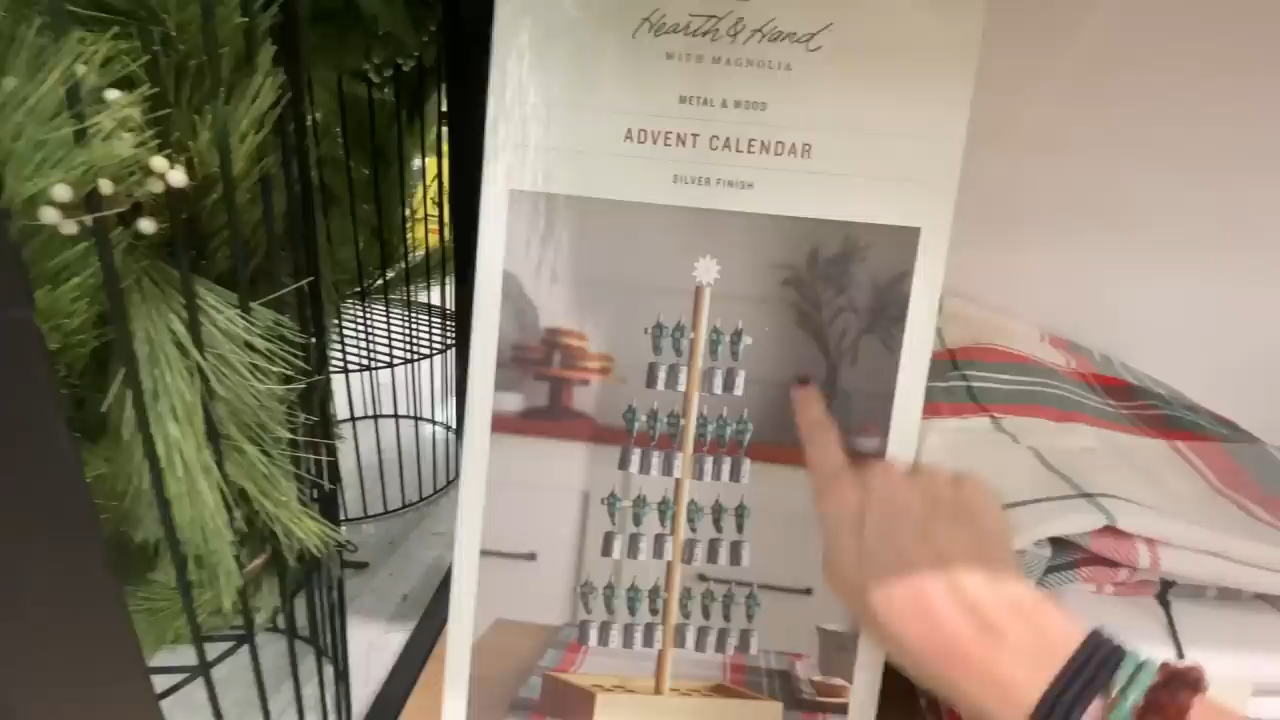 Hearth & Hand
WITH MAGNOLIA
METAL & WOOD
ADVENT CALENDAR
SILVER FINISH